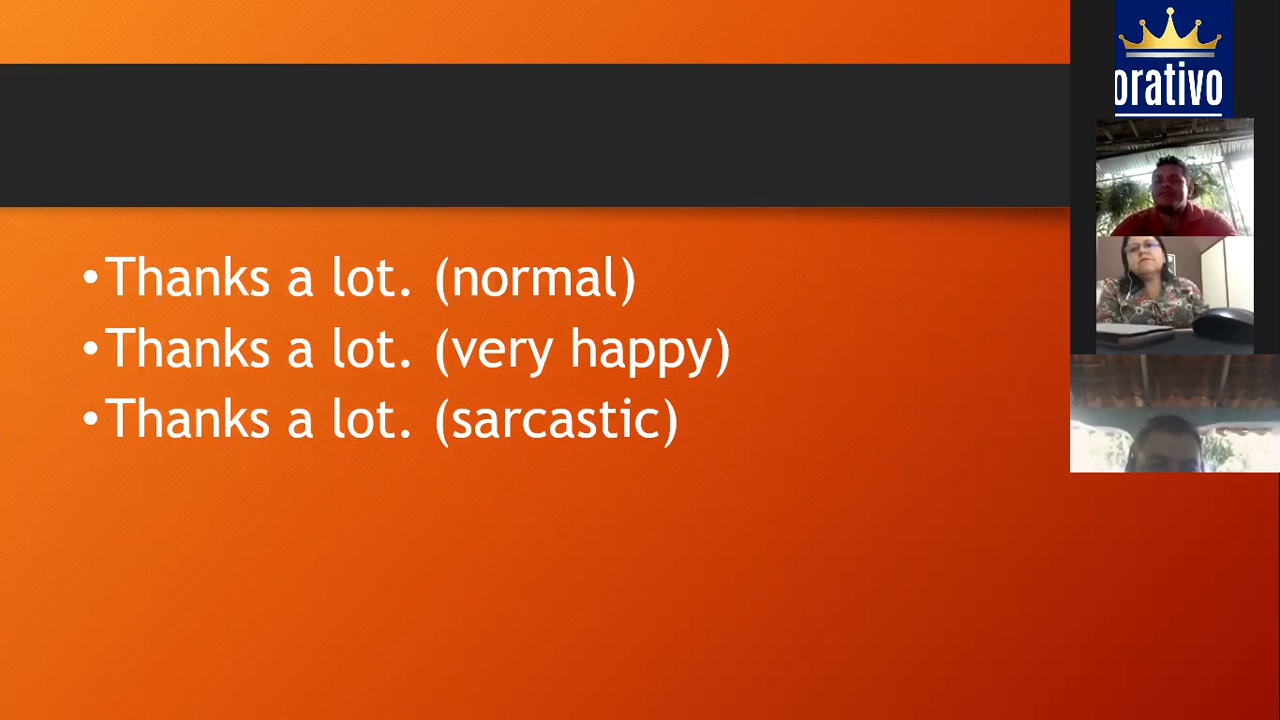 orativo
•Thanks a lot. (normal)
•Thanks a lot. (very happy)
•Thanks a lot. (sarcastic)